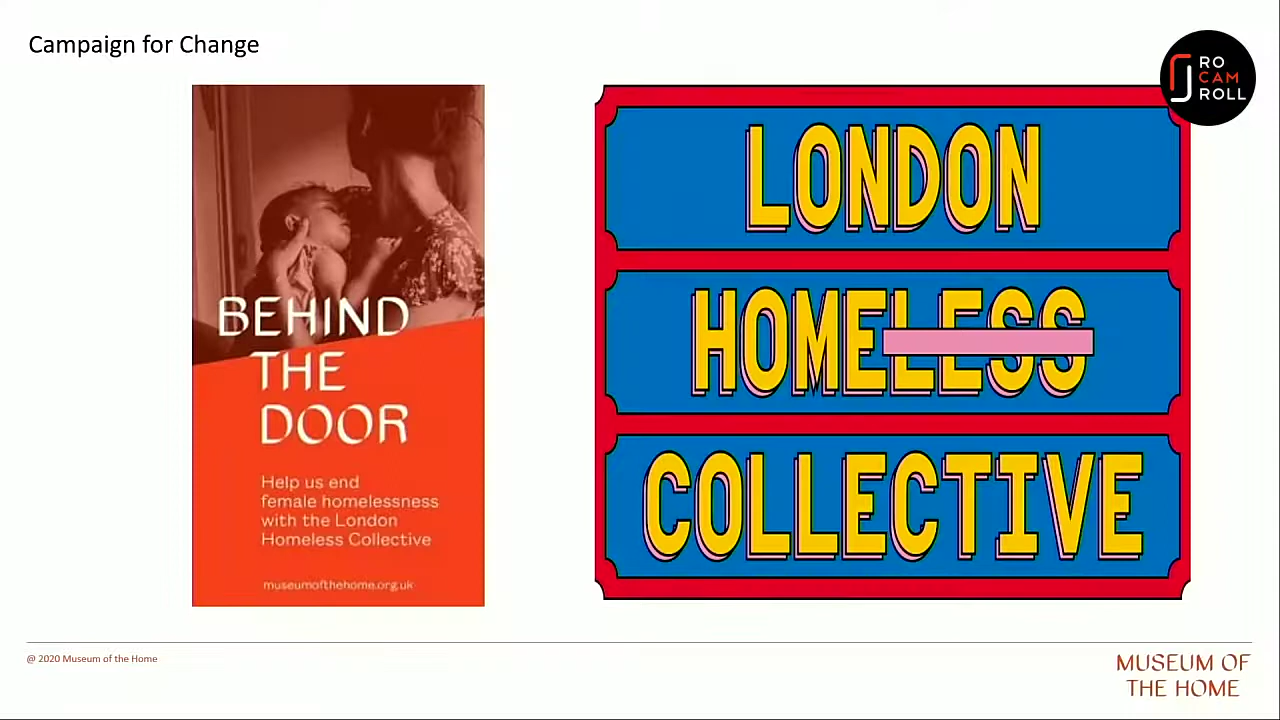 Campaign for Change
RO
CAM
ROLL
BEHIND
THE
DOOR
Help us end
female homelessness
with the London
Homeless Collective
museumofthehome.org.uk
LONDON
HOMELESS
COLLECTIVE
@ 2020 Museum of the Home
MUSEUM OF
THE HOME